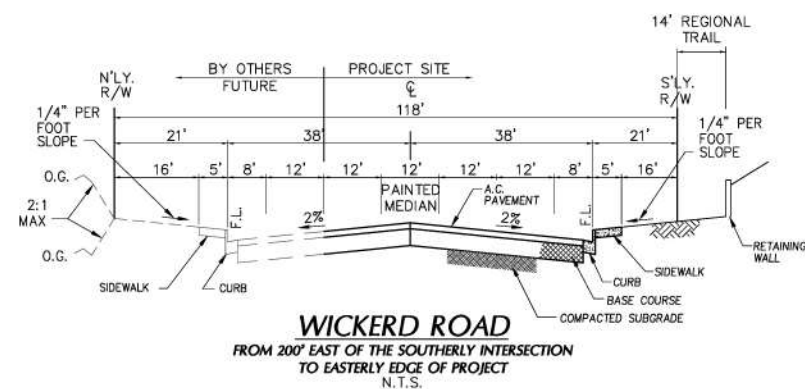 14' REGIONAL
TRAIL
BY OTHERS
FUTURE
PROJECT SITE
℄
N'LY.
R/W
S'LY.
R/W
118'
1/4" PER
FOOT
SLOPE
1/4" PER
FOOT
SLOPE
21'
38'
38'
21'
16'
5'
8'
12'
12'
12'
12'
12'
8'
5'
16'
O.G.
2:1
MAX
O.G.
F.L.
2%
PAINTED
MEDIAN
A.C.
PAVEMENT
2%
F.L.
SIDEWALK
CURB
CURB
SIDEWALK
BASE COURSE
COMPACTED SUBGRADE
RETAINING
WALL
WICKERD ROAD
FROM 200' EAST OF THE SOUTHERLY INTERSECTION
TO EASTERLY EDGE OF PROJECT
N.T.S.